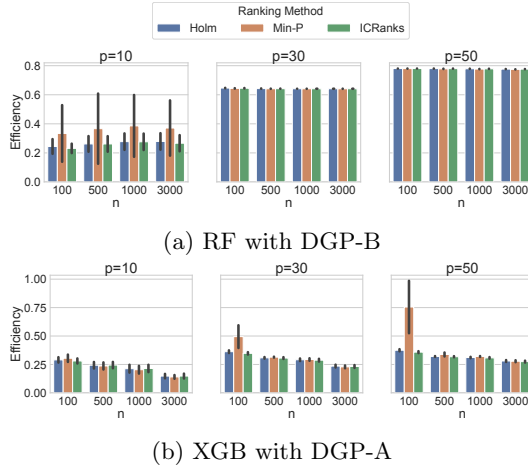 Ranking Method
Holm Min-P ICRanks
p=10 p=30 p=50
Efficiency
0.8
0.6
0.4
0.2
0.0
100 500 1000 3000 100 500 1000 3000 100 500 1000 3000
n n n
(a) RF with DGP-B
p=10 p=30 p=50
Efficiency
1.00
0.75
0.50
0.25
0.00
100 500 1000 3000 100 500 1000 3000 100 500 1000 3000
n n n
(b) XGB with DGP-A